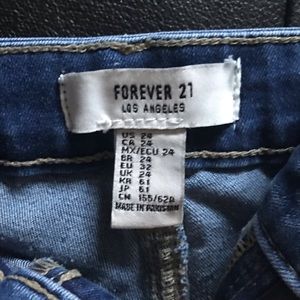 FOREVER 21
LOS ANGELES
US 24
CA 24
MX/ECU 24
BR 24
EU 32
UK 24
KR 61
JP 61
CN 155/62A
MADE IN PAKISTAN